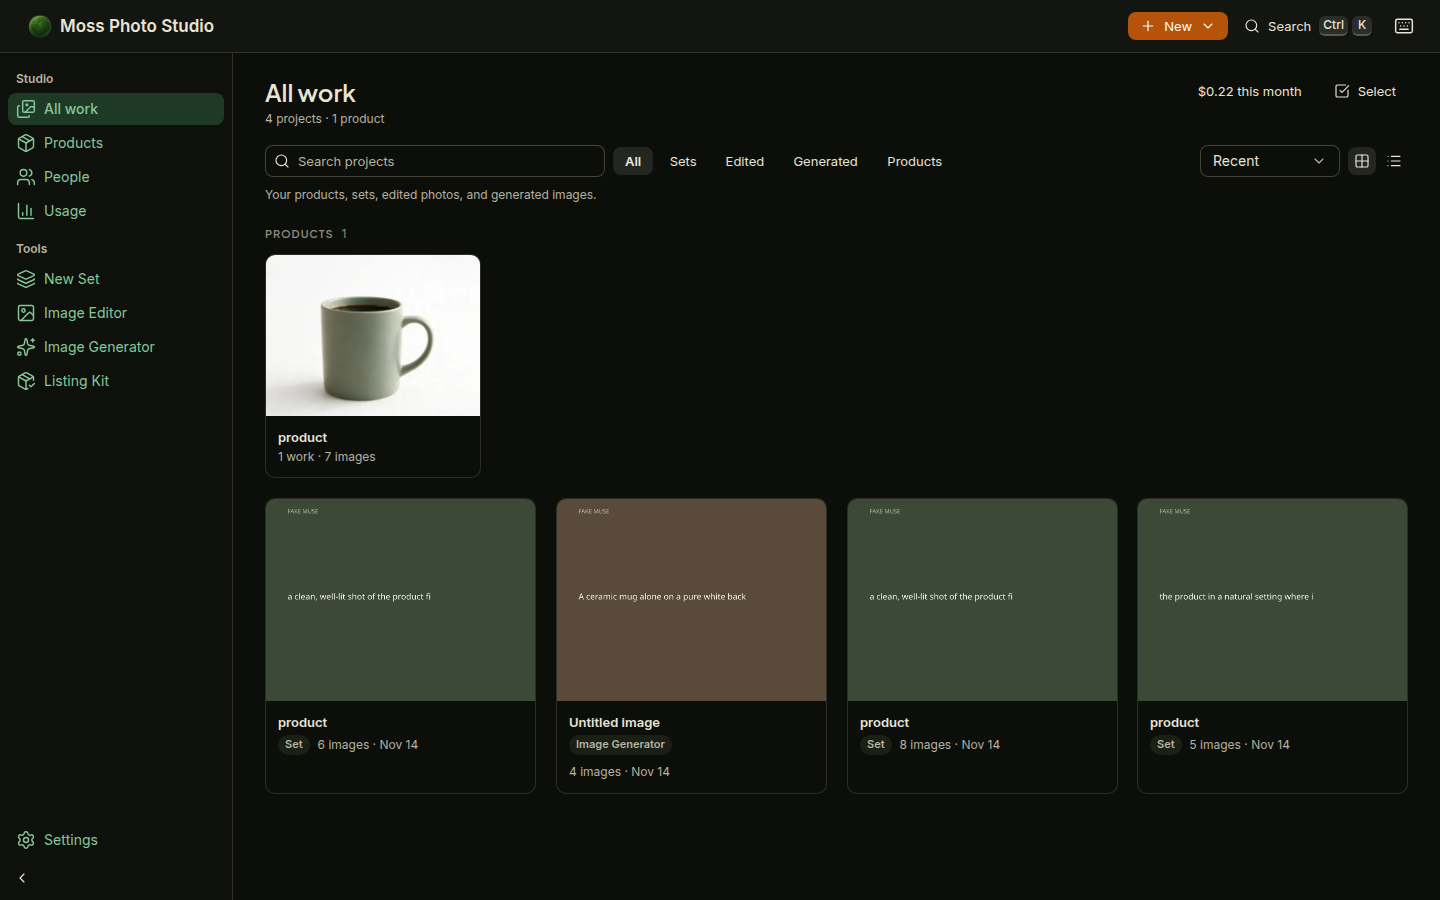 Moss Photo Studio
New
Search Ctrl K
Studio
All work
Products
People
Usage
Tools
New Set
Image Editor
Image Generator
Listing Kit
Settings
All work
4 projects · 1 product
$0.22 this month
Select
Search projects
All
Sets
Edited
Generated
Products
Recent
Your products, sets, edited photos, and generated images.
PRODUCTS 1
product
1 work · 7 images
FAKE MUSE
a clean, well-lit shot of the product fi
product
Set 6 images · Nov 14
FAKE MUSE
A ceramic mug alone on a pure white back
Untitled image
Image Generator
4 images · Nov 14
FAKE MUSE
a clean, well-lit shot of the product fi
product
Set 8 images · Nov 14
FAKE MUSE
the product in a natural setting where i
product
Set 5 images · Nov 14